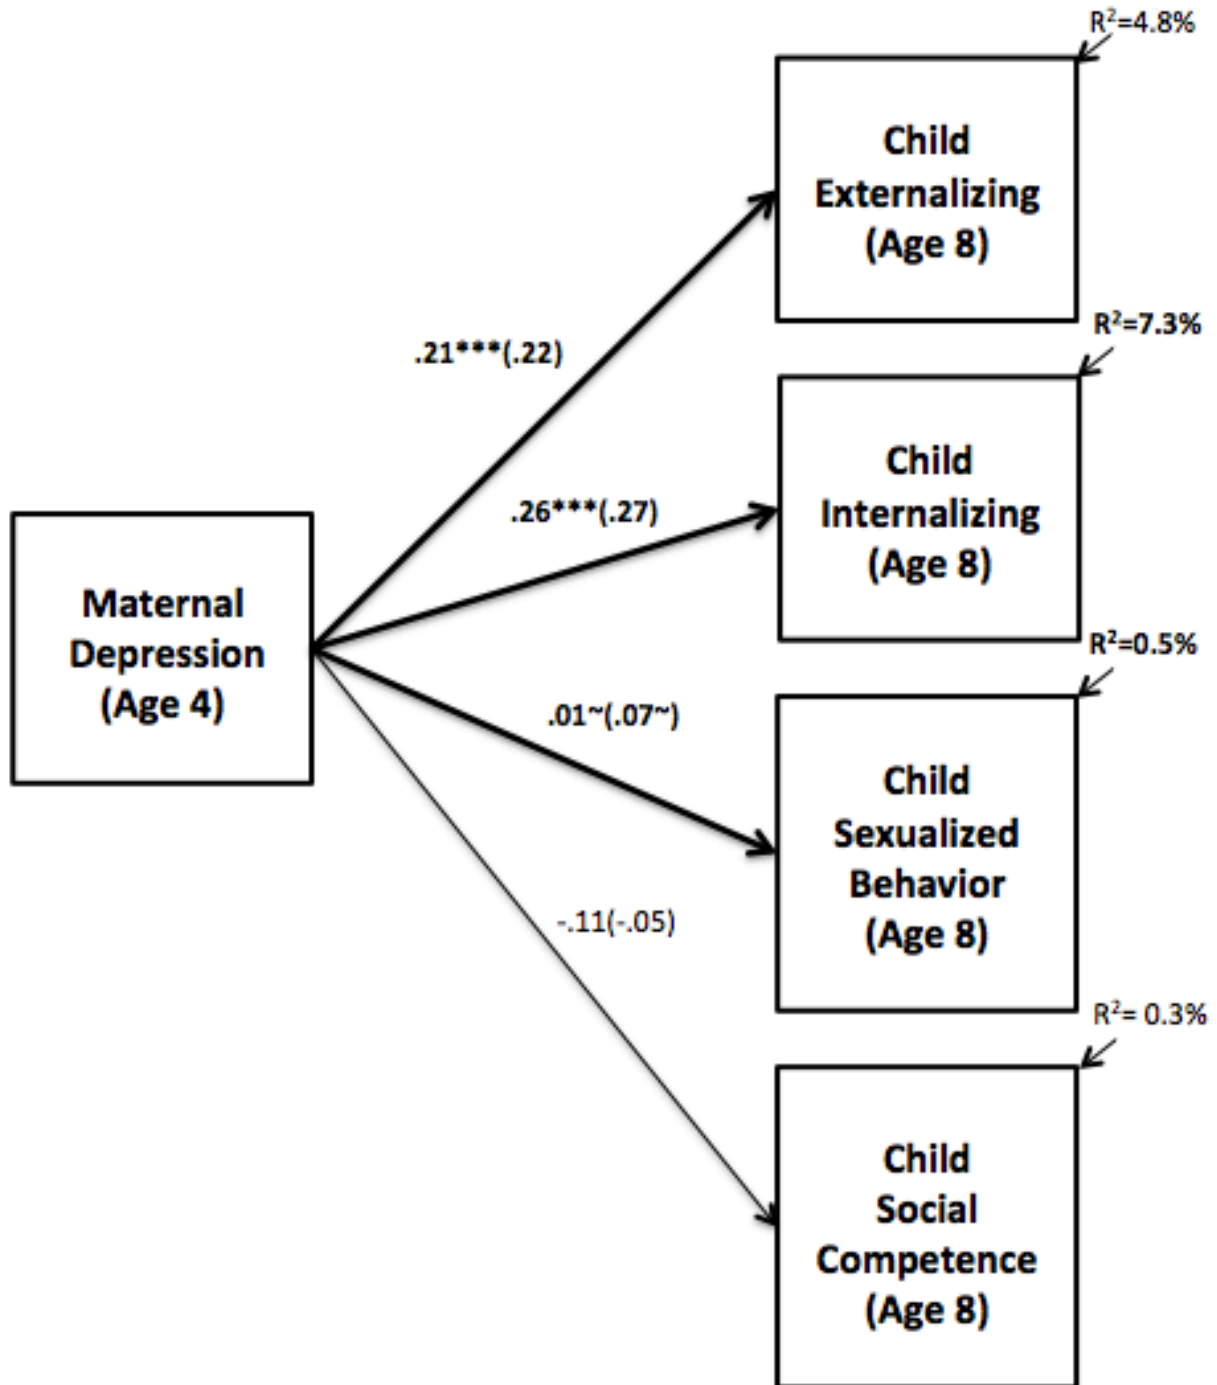 R²=4.8%
Child
Externalizing
(Age 8)
R²=7.3%
.21***(.22)
Child
Internalizing
(Age 8)
.26***(.27)
Maternal
Depression
(Age 4)
R²=0.5%
.01~(.07~)
Child
Sexualized
Behavior
(Age 8)
-.11(-.05)
R²= 0.3%
Child
Social
Competence
(Age 8)